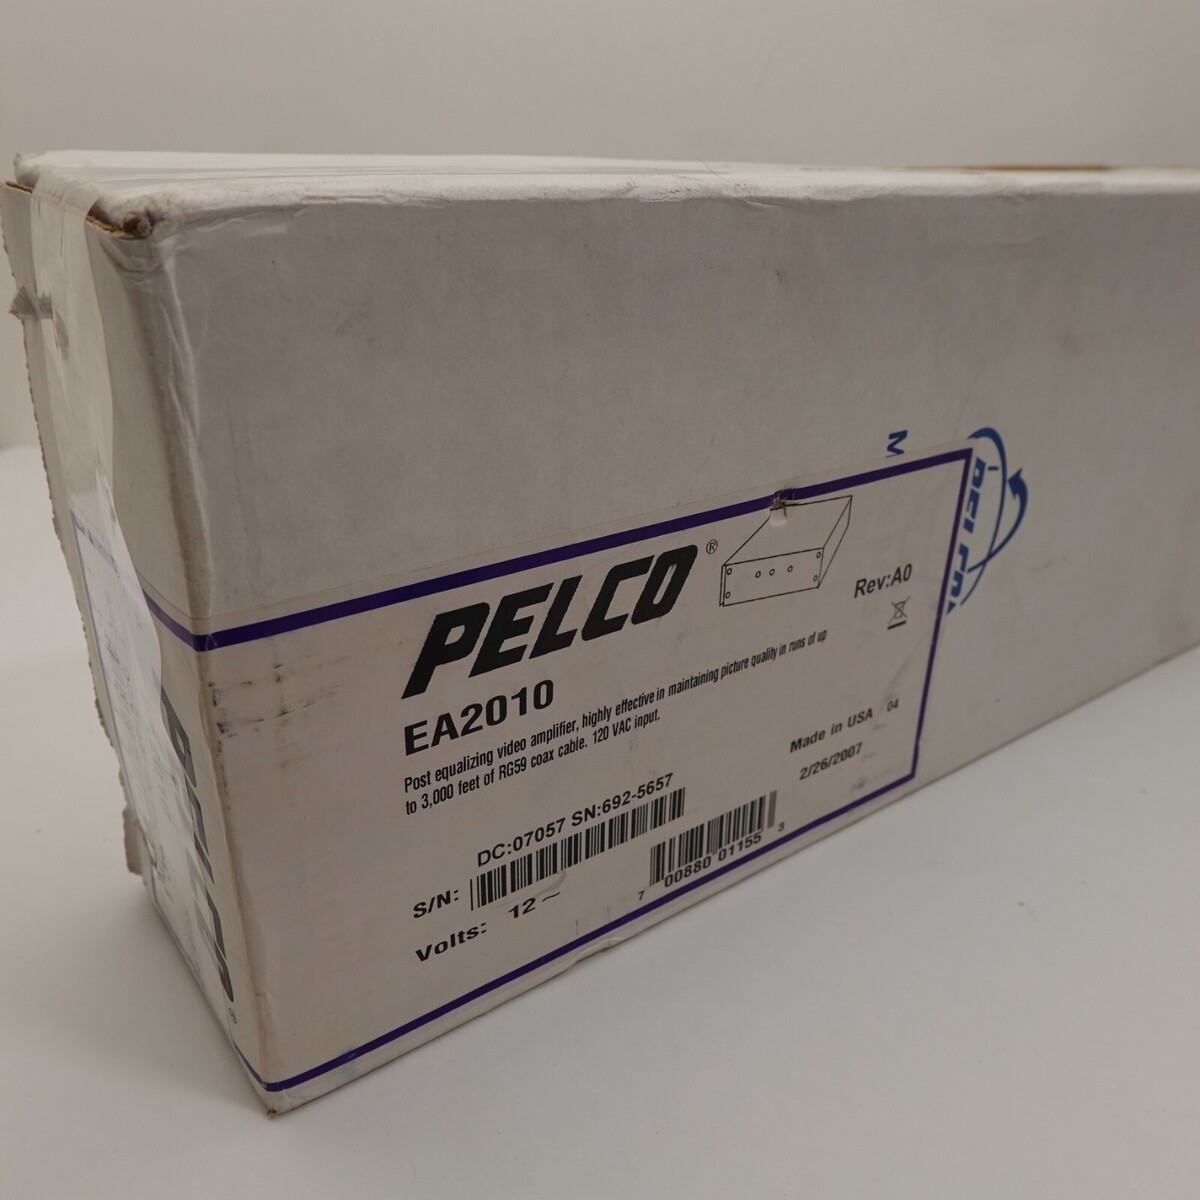 PELCO®
Rev:A0
EA2010
Post equalizing video amplifier, highly effective in maintaining picture quality in runs of up
to 3,000 feet of RG59 coax cable. 120 VAC input.
Made in USA 04
2/26/2007
DC:07057 SN:692-5657
S/N:
7 00880 01155 3
Volts: 12 ~
M
PELCO